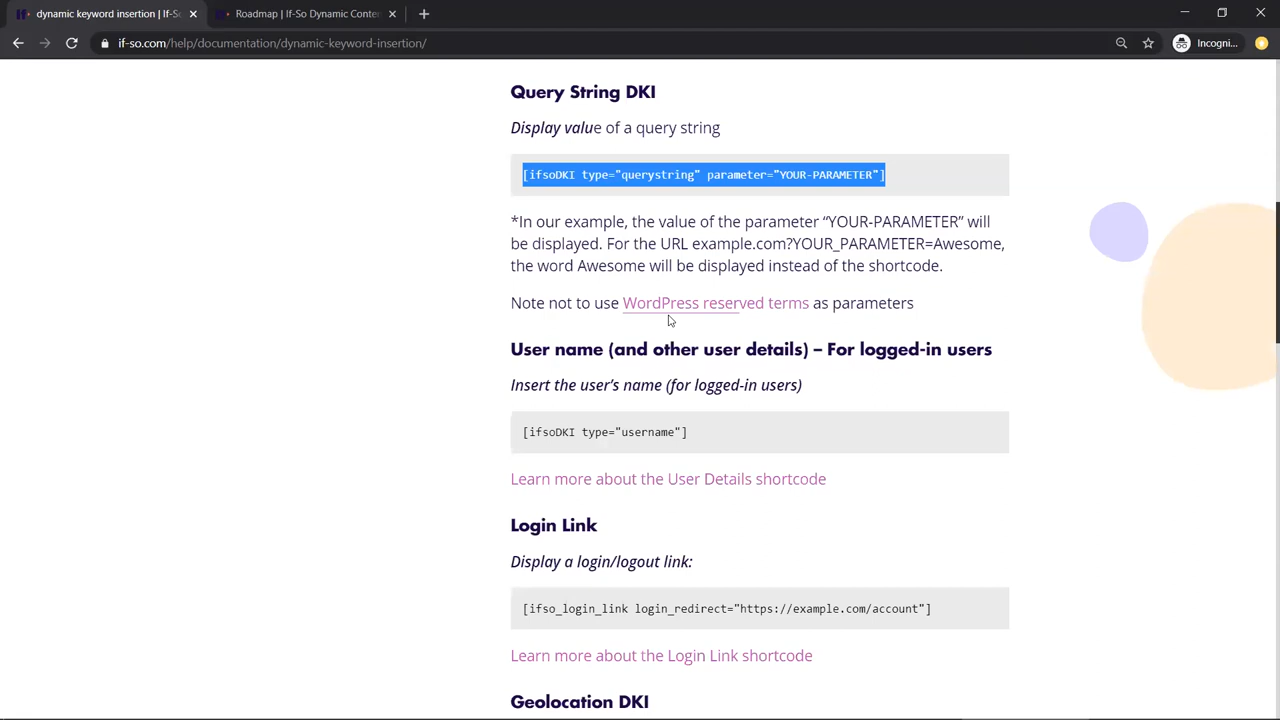 dynamic keyword insertion | If-So
Roadmap | If-So Dynamic Conten
if-so.com/help/documentation/dynamic-keyword-insertion/
Incogni...
Query String DKI
Display value of a query string
[ifsoDKI type="querystring" parameter="YOUR-PARAMETER"]
*In our example, the value of the parameter “YOUR-PARAMETER” will
be displayed. For the URL example.com?YOUR_PARAMETER=Awesome,
the word Awesome will be displayed instead of the shortcode.
Note not to use WordPress reserved terms as parameters
User name (and other user details) – For logged-in users
Insert the user’s name (for logged-in users)
[ifsoDKI type="username"]
Learn more about the User Details shortcode
Login Link
Display a login/logout link:
[ifso_login_link login_redirect="https://example.com/account"]
Learn more about the Login Link shortcode
Geolocation DKI